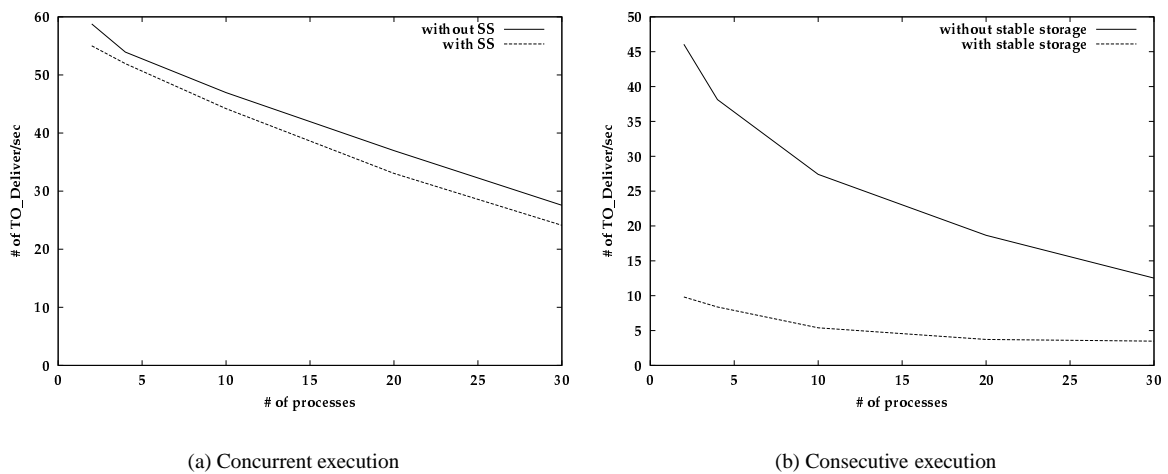 60
50
40
30
20
10
0
# of TO_Deliver/sec
without SS
with SS
0 5 10 15 20 25 30
# of processes
(a) Concurrent execution
50
45
40
35
30
25
20
15
10
5
0
# of TO_Deliver/sec
without stable storage
with stable storage
0 5 10 15 20 25 30
# of processes
(b) Consecutive execution